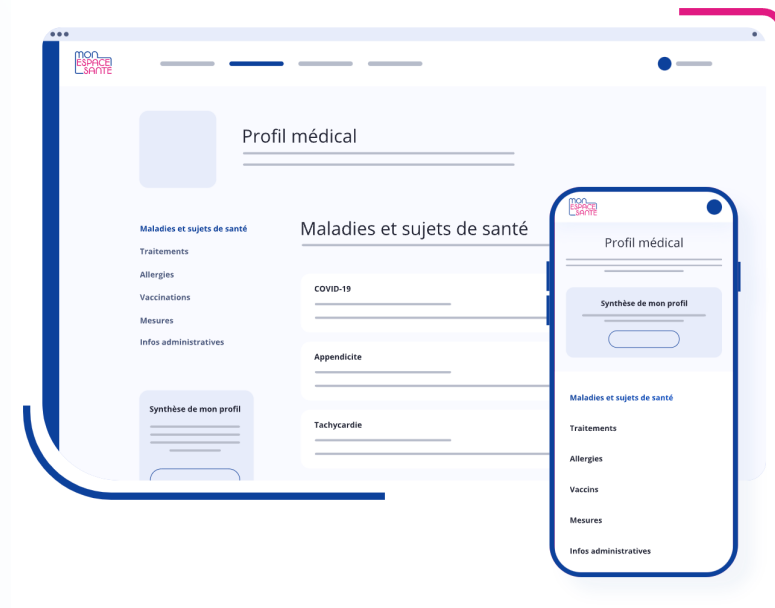 MON
ESPACE
SANTÉ
Profil médical
Maladies et sujets de santé
Traitements
Allergies
Vaccinations
Mesures
Infos administratives
Synthèse de mon profil
Maladies et sujets de santé
COVID-19
Appendicite
Tachycardie
MON
ESPACE
SANTÉ
Profil médical
Synthèse de mon profil
Maladies et sujets de santé
Traitements
Allergies
Vaccins
Mesures
Infos administratives